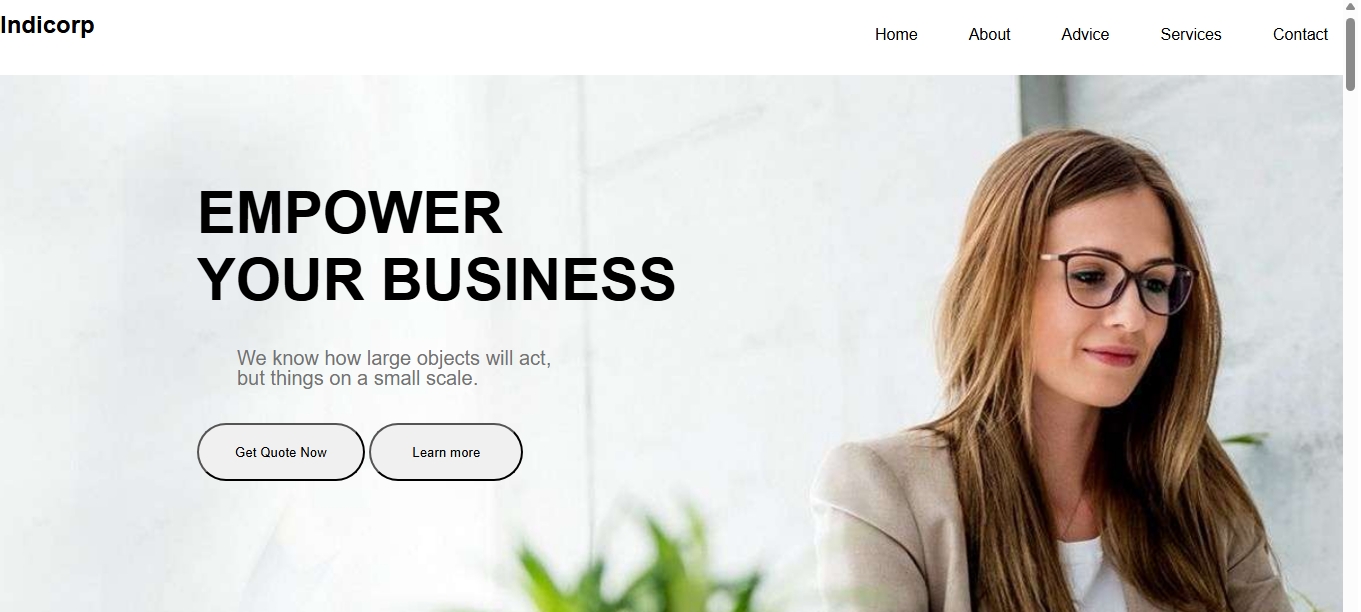 Indicorp
Home About Advice Services Contact
EMPOWER
YOUR BUSINESS
We know how large objects will act,
but things on a small scale.
Get Quote Now Learn more